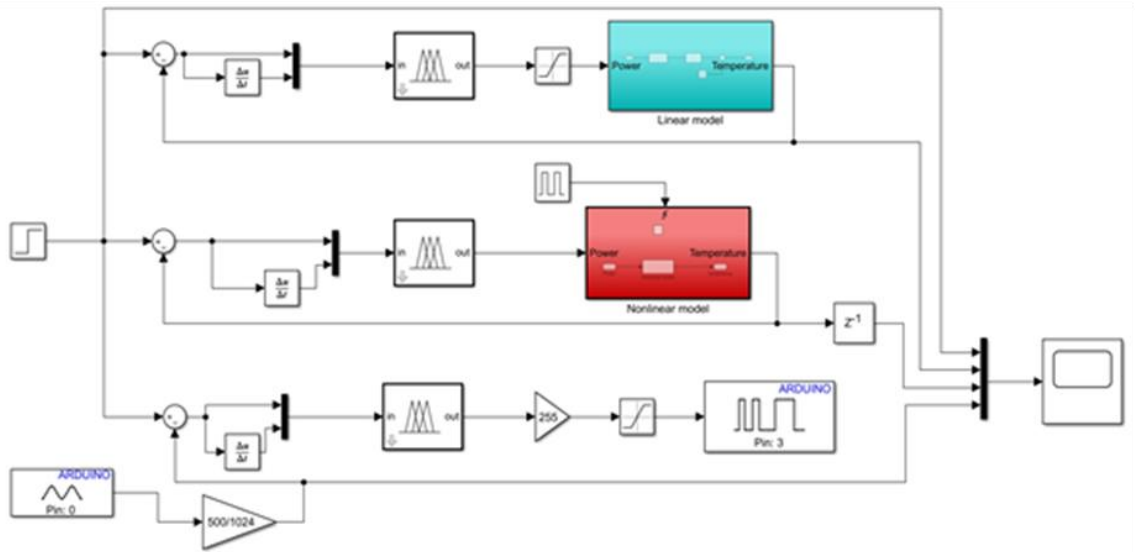 +
-
Δu
Δt
in
out
Power
Temperature
Linear model
+
-
Δu
Δt
in
out
Power
Temperature
Nonlinear model
Z-1
+
-
Δu
Δt
in
out
255
ARDUINO
Pin: 3
ARDUINO
Pin: 0
500/1024